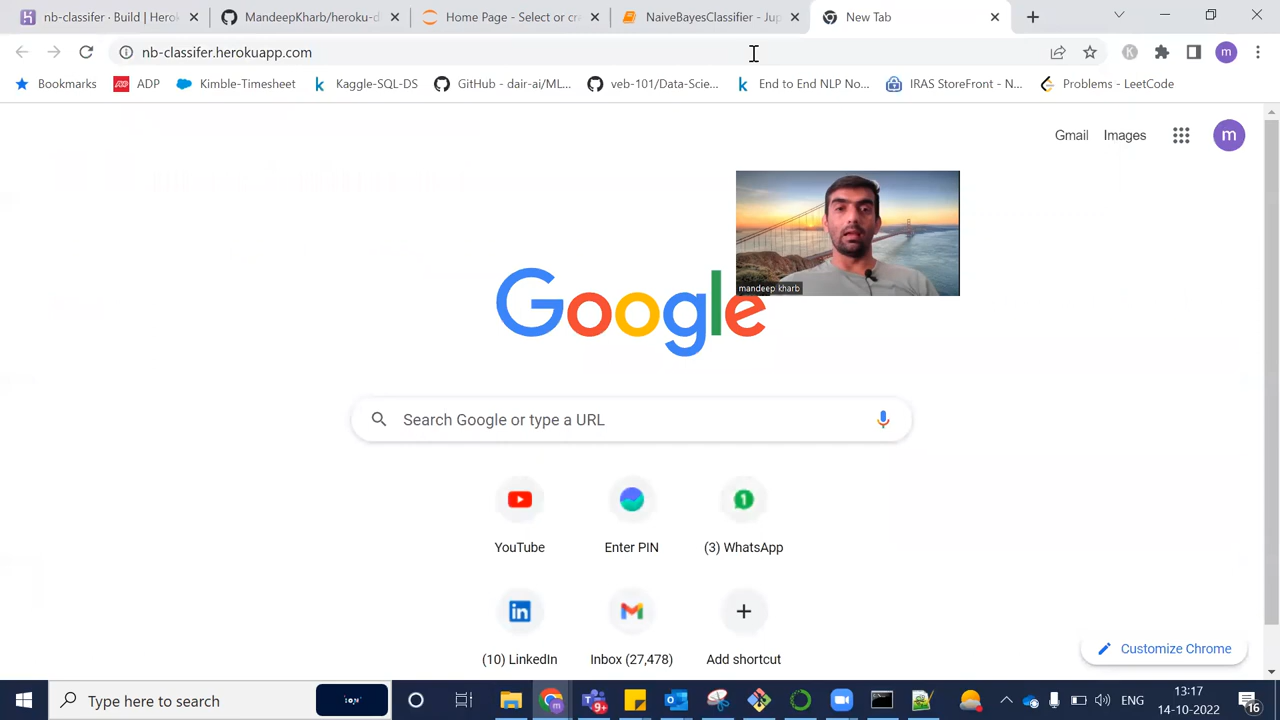 nb-classifer · Build | Herok
MandeepKharb/heroku-d
Home Page - Select or cr
NaiveBayesClassifier - Jup
New Tab
nb-classifer.herokuapp.com
Bookmarks
ADP
Kimble-Timesheet
Kaggle-SQL-DS
GitHub - dair-ai/ML...
veb-101/Data-Scie...
End to End NLP No...
IRAS StoreFront - N...
Problems - LeetCode
Gmail
Images
m
mandeep kharb
Google
Search Google or type a URL
YouTube
Enter PIN
(3) WhatsApp
(10) LinkedIn
Inbox (27,478)
Add shortcut
Customize Chrome
Type here to search
ENG
13:17
14-10-2022
16